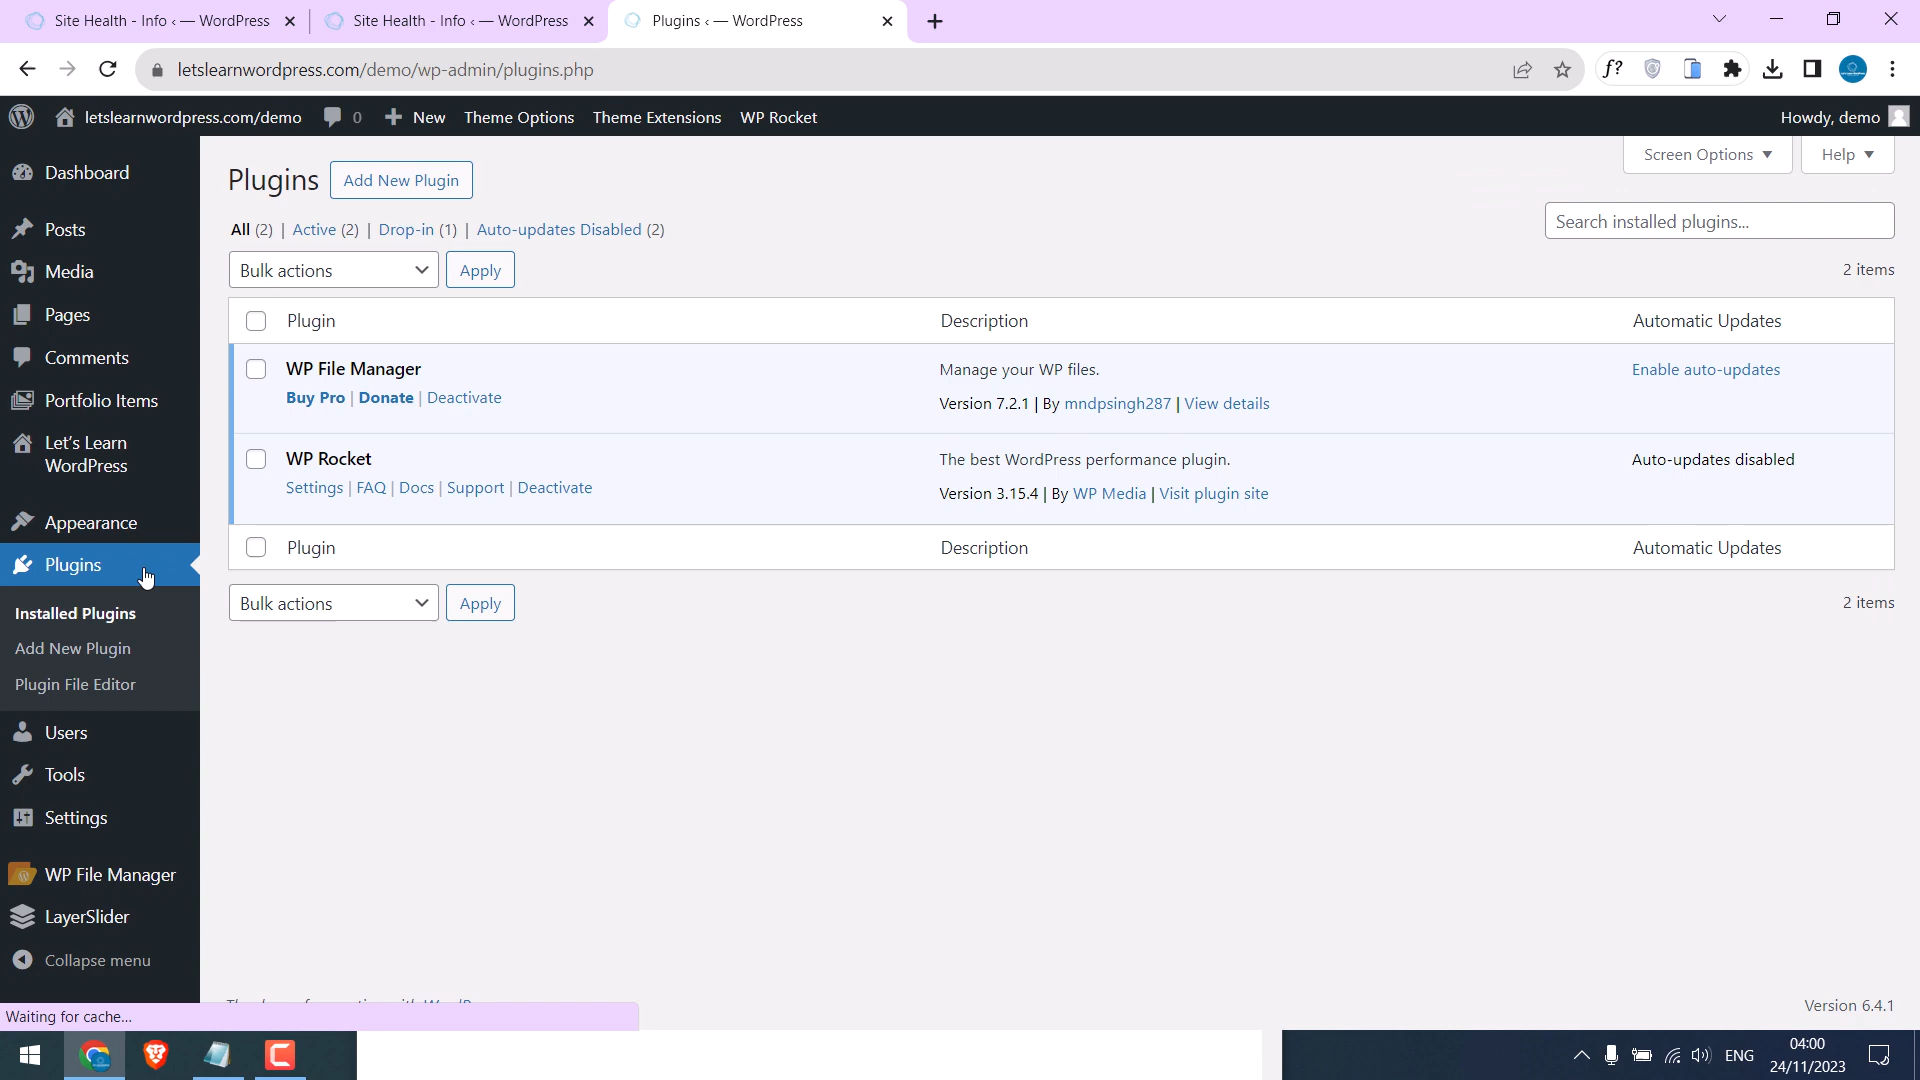 Site Health - Info ‹ — WordPress
Site Health - Info ‹ — WordPress
Plugins ‹ — WordPress
letslearnwordpress.com/demo/wp-admin/plugins.php
f?
letslearnwordpress.com/demo
0
New
Theme Options
Theme Extensions
WP Rocket
Howdy, demo
Dashboard
Posts
Media
Pages
Comments
Portfolio Items
Let's Learn
WordPress
Appearance
Plugins
Installed Plugins
Add New Plugin
Plugin File Editor
Users
Tools
Settings
WP File Manager
LayerSlider
Collapse menu
Screen Options
Help
Plugins
Add New Plugin
All (2) | Active (2) | Drop-in (1) | Auto-updates Disabled (2)
Search installed plugins...
Bulk actions
Apply
2 items
Plugin
Description
Automatic Updates
WP File Manager
Buy Pro | Donate | Deactivate
Manage your WP files.
Version 7.2.1 | By mndpsingh287 | View details
Enable auto-updates
WP Rocket
Settings | FAQ | Docs | Support | Deactivate
The best WordPress performance plugin.
Version 3.15.4 | By WP Media | Visit plugin site
Auto-updates disabled
Plugin
Description
Automatic Updates
Bulk actions
Apply
2 items
Version 6.4.1
Waiting for cache...
ENG
04:00
24/11/2023